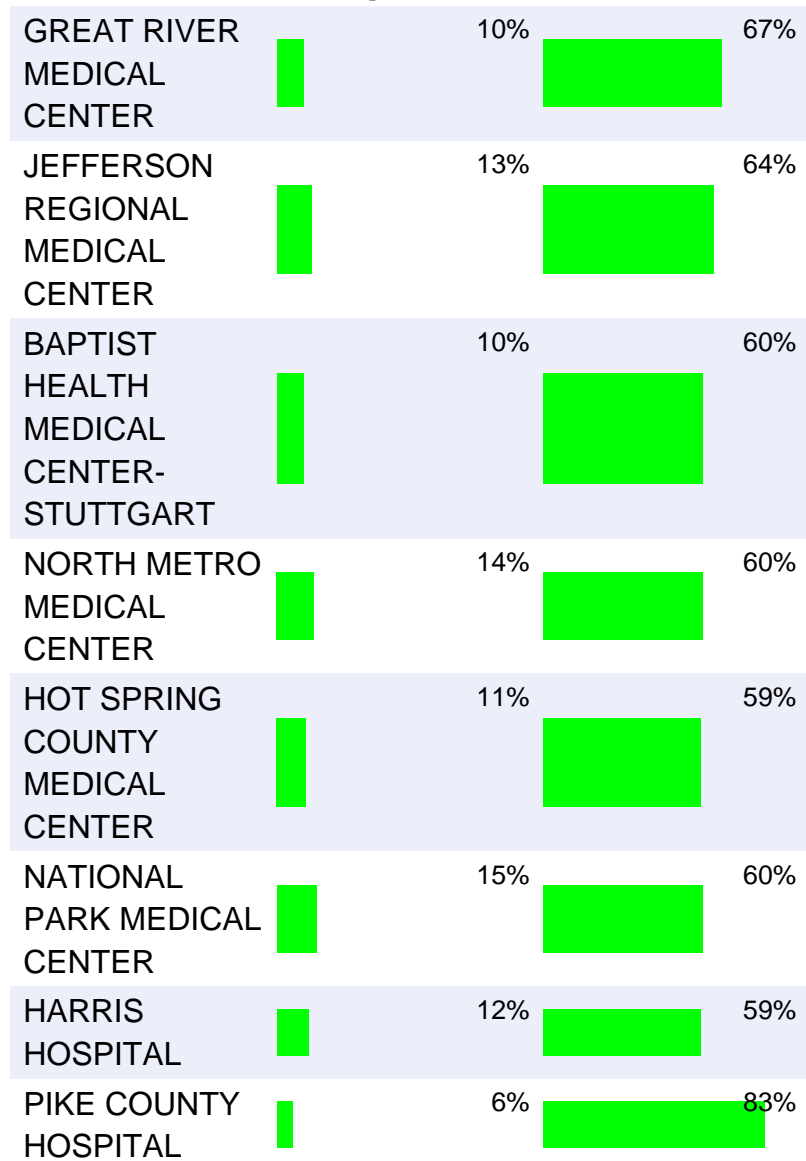 GREAT RIVER 10% 67%
MEDICAL
CENTER
JEFFERSON 13% 64%
REGIONAL
MEDICAL
CENTER
BAPTIST 10% 60%
HEALTH
MEDICAL
CENTER-
STUTTGART
NORTH METRO 14% 60%
MEDICAL
CENTER
HOT SPRING 11% 59%
COUNTY
MEDICAL
CENTER
NATIONAL 15% 60%
PARK MEDICAL
CENTER
HARRIS 12% 59%
HOSPITAL
PIKE COUNTY 6% 83%
HOSPITAL